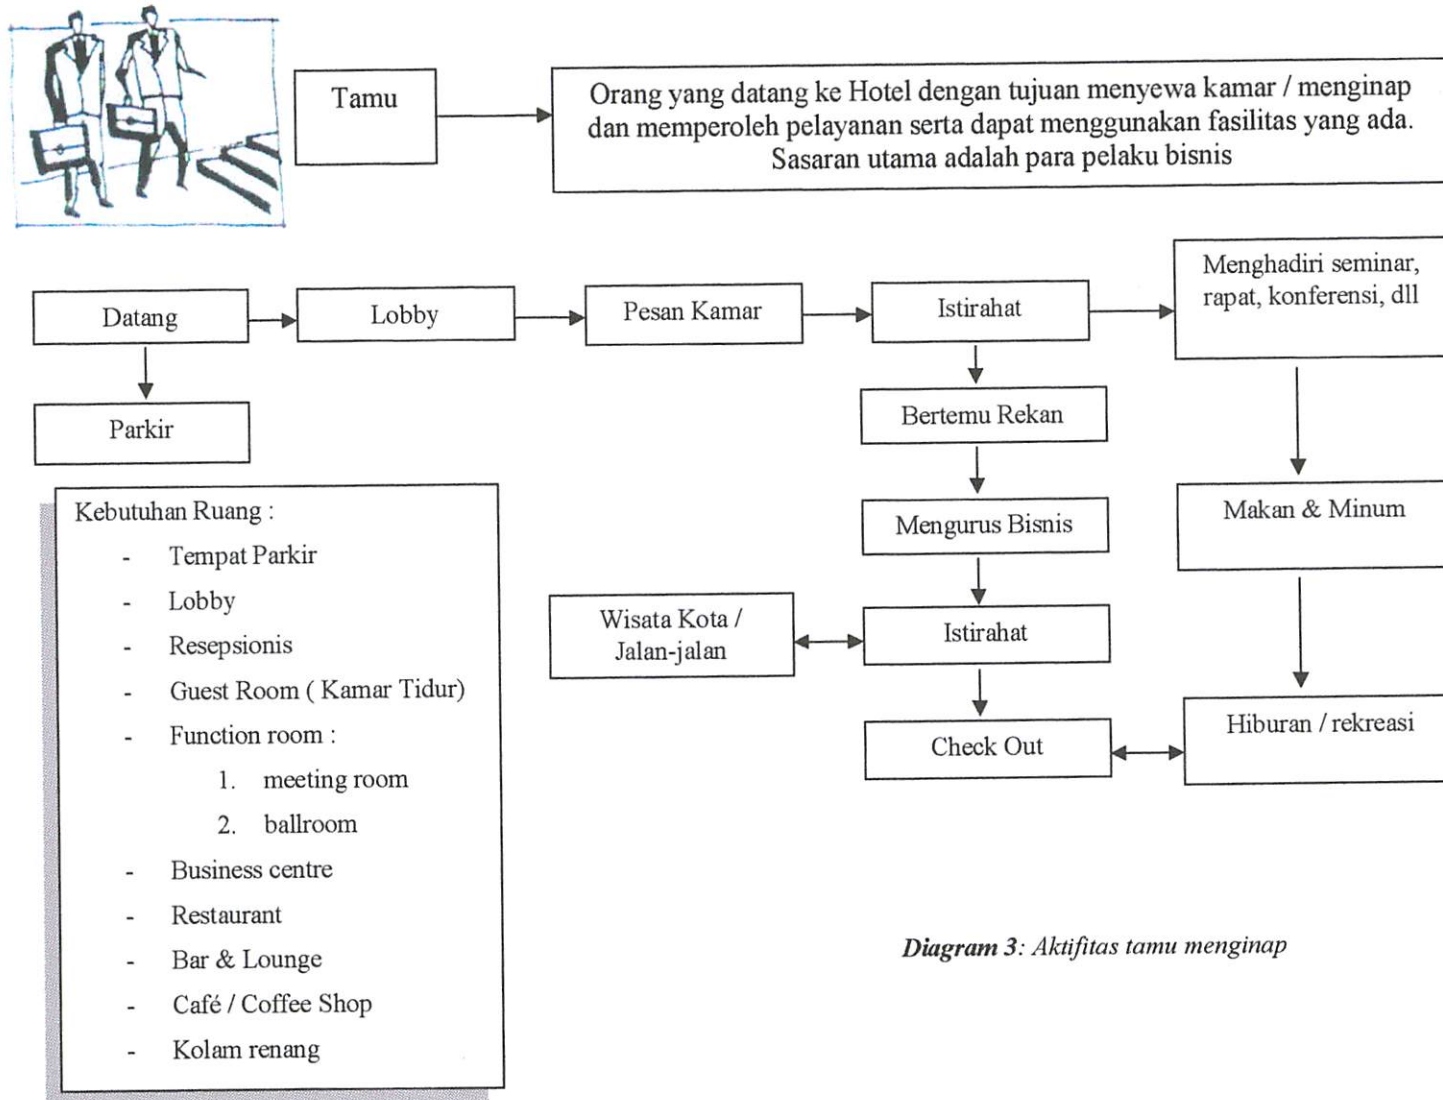 Tamu
Orang yang datang ke Hotel dengan tujuan menyewa kamar / menginap
dan memperoleh pelayanan serta dapat menggunakan fasilitas yang ada.
Sasaran utama adalah para pelaku bisnis
Datang
Lobby
Pesan Kamar
Istirahat
Menghadiri seminar,
rapat, konferensi, dll
Parkir
Bertemu Rekan
Mengurus Bisnis
Makan & Minum
Wisata Kota /
Jalan-jalan
Istirahat
Check Out
Hiburan / rekreasi
Kebutuhan Ruang :
- Tempat Parkir
- Lobby
- Resepsionis
- Guest Room ( Kamar Tidur)
- Function room :
1. meeting room
2. ballroom
- Business centre
- Restaurant
- Bar & Lounge
- Café / Coffee Shop
- Kolam renang
Diagram 3: Aktifitas tamu menginap